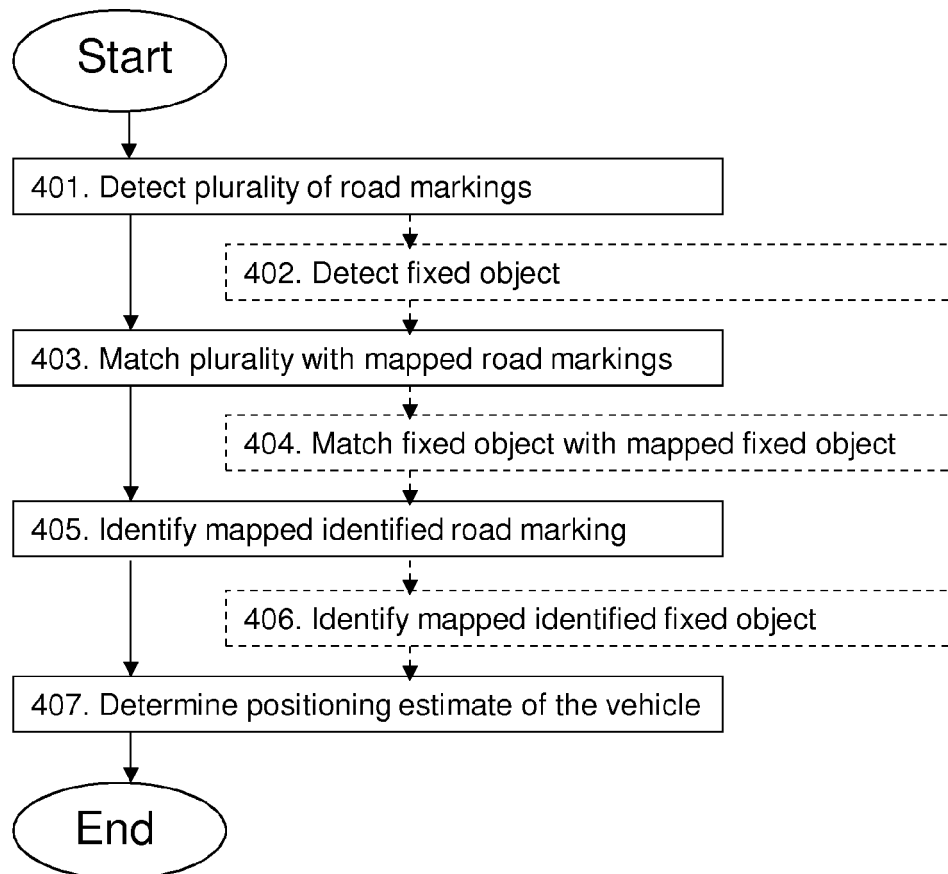 Start
401. Detect plurality of road markings
402. Detect fixed object
403. Match plurality with mapped road markings
404. Match fixed object with mapped fixed object
405. Identify mapped identified road marking
406. Identify mapped identified fixed object
407. Determine positioning estimate of the vehicle
End